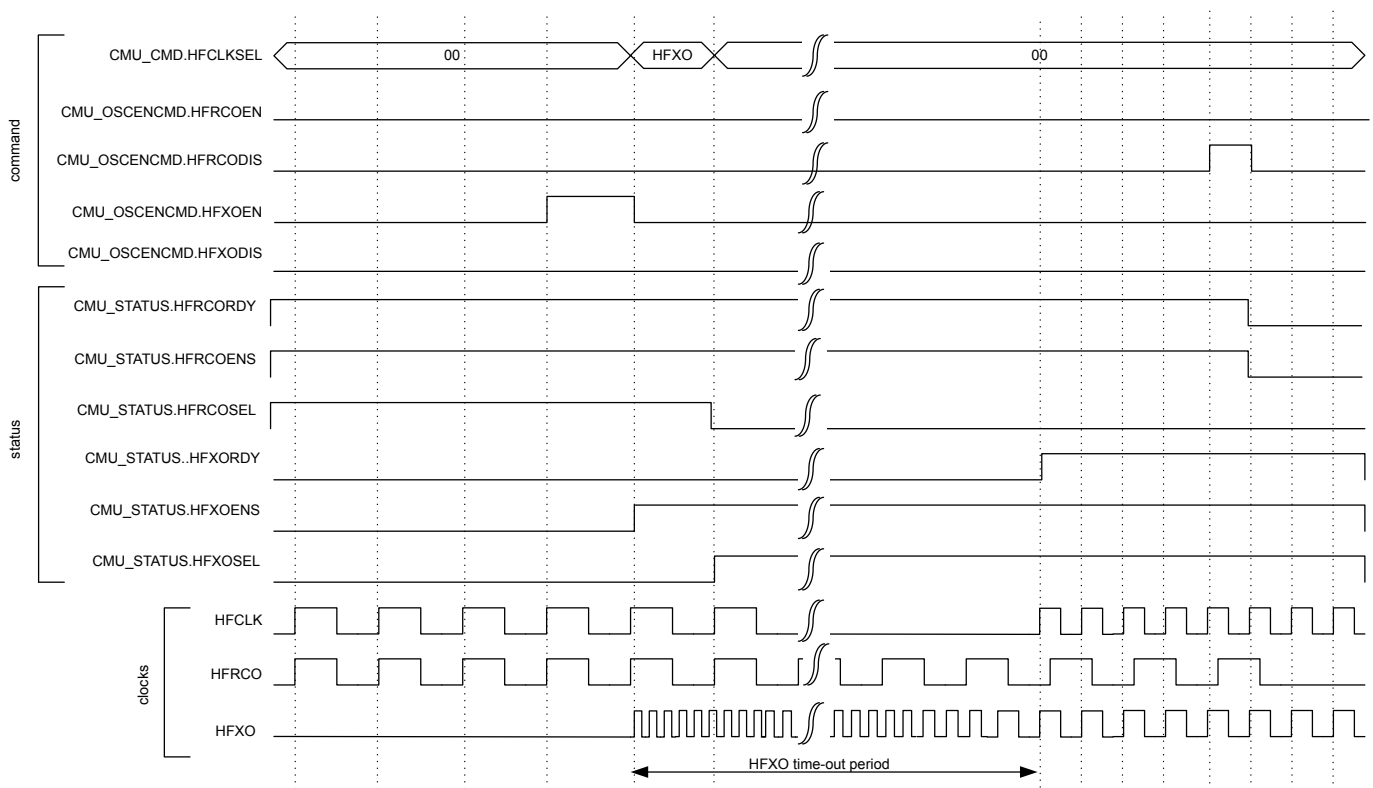 command
CMU_CMD.HFCLKSEL
00
HFXO
00
CMU_OSCENCMD.HFRCOEN
CMU_OSCENCMD.HFRCODIS
CMU_OSCENCMD.HFXOEN
CMU_OSCENCMD.HFXODIS
status
CMU_STATUS.HFRCORDY
CMU_STATUS.HFRCOENS
CMU_STATUS.HFRCOSEL
CMU_STATUS..HFXORDY
CMU_STATUS.HFXOENS
CMU_STATUS.HFXOSEL
clocks
HFCLK
HFRCO
HFXO
HFXO time-out period